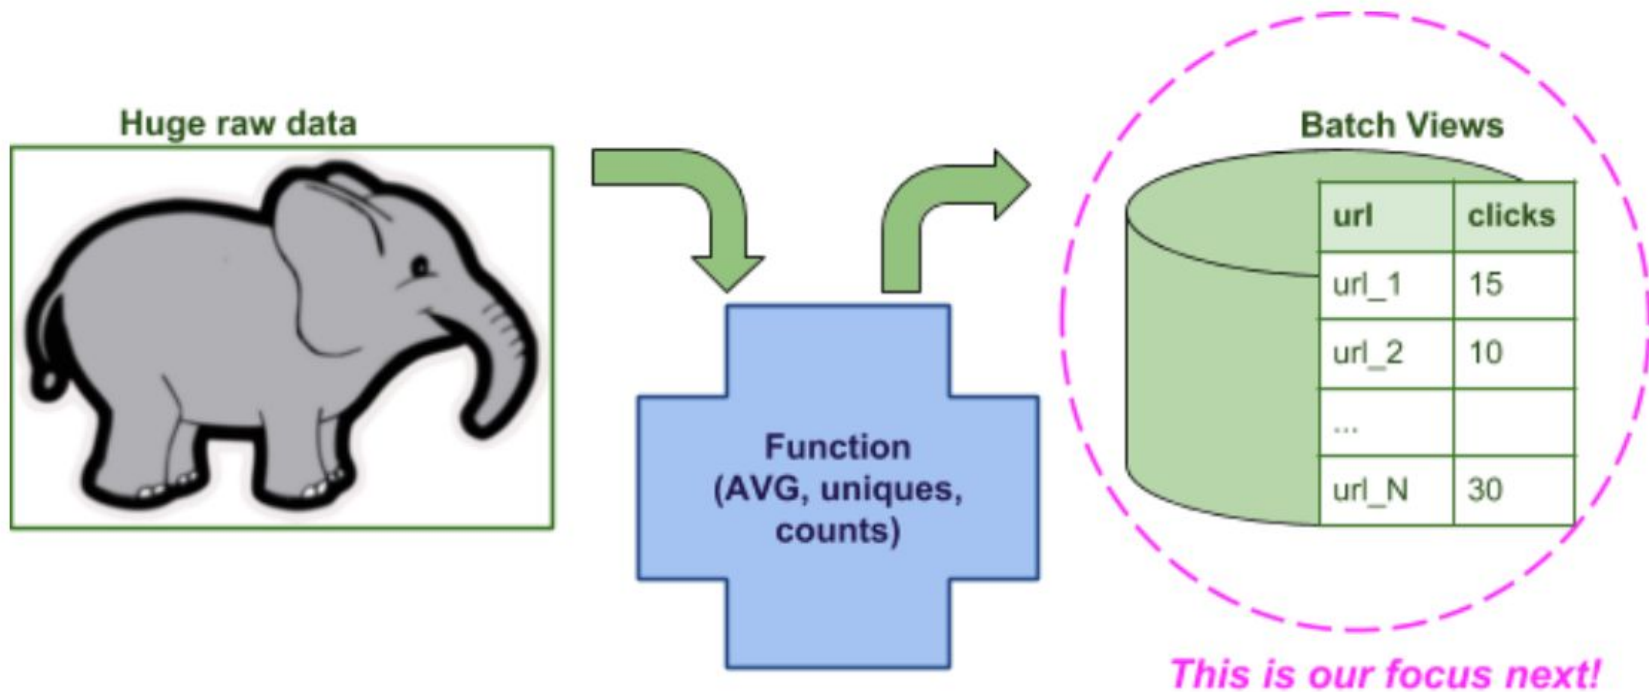 Huge raw data
Function
(AVG, uniques,
counts)
Batch Views
url clicks
url_1 15
url_2 10
...
url_N 30
This is our focus next!